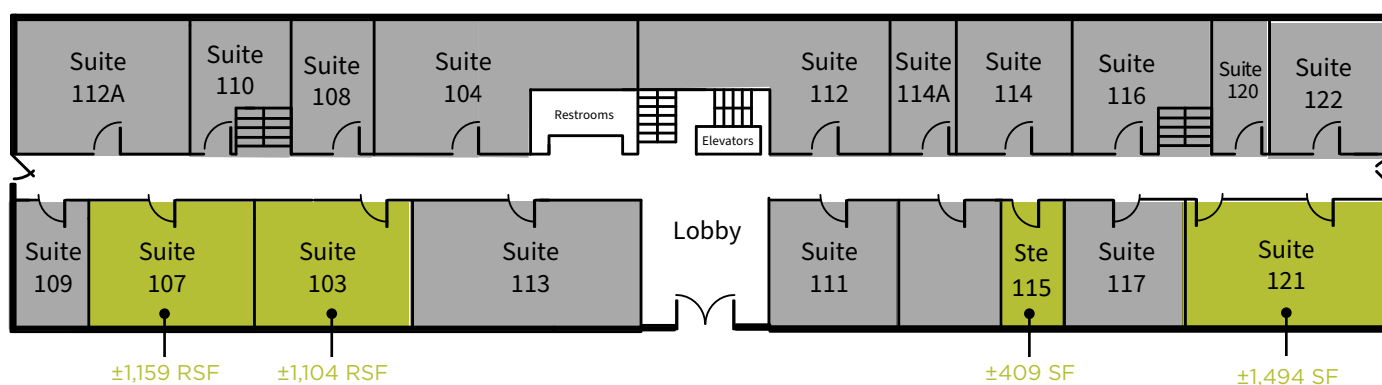 Suite
112A
Suite
110
Suite
108
Suite
104
Restrooms
Elevators
Suite
112
Suite
114A
Suite
114
Suite
116
Suite
120
Suite
122
Suite
109
Suite
107
Suite
103
Suite
113
Lobby
Suite
111
Ste
115
Suite
117
Suite
121
±1,159 RSF
±1,104 RSF
±409 SF
±1,494 SF